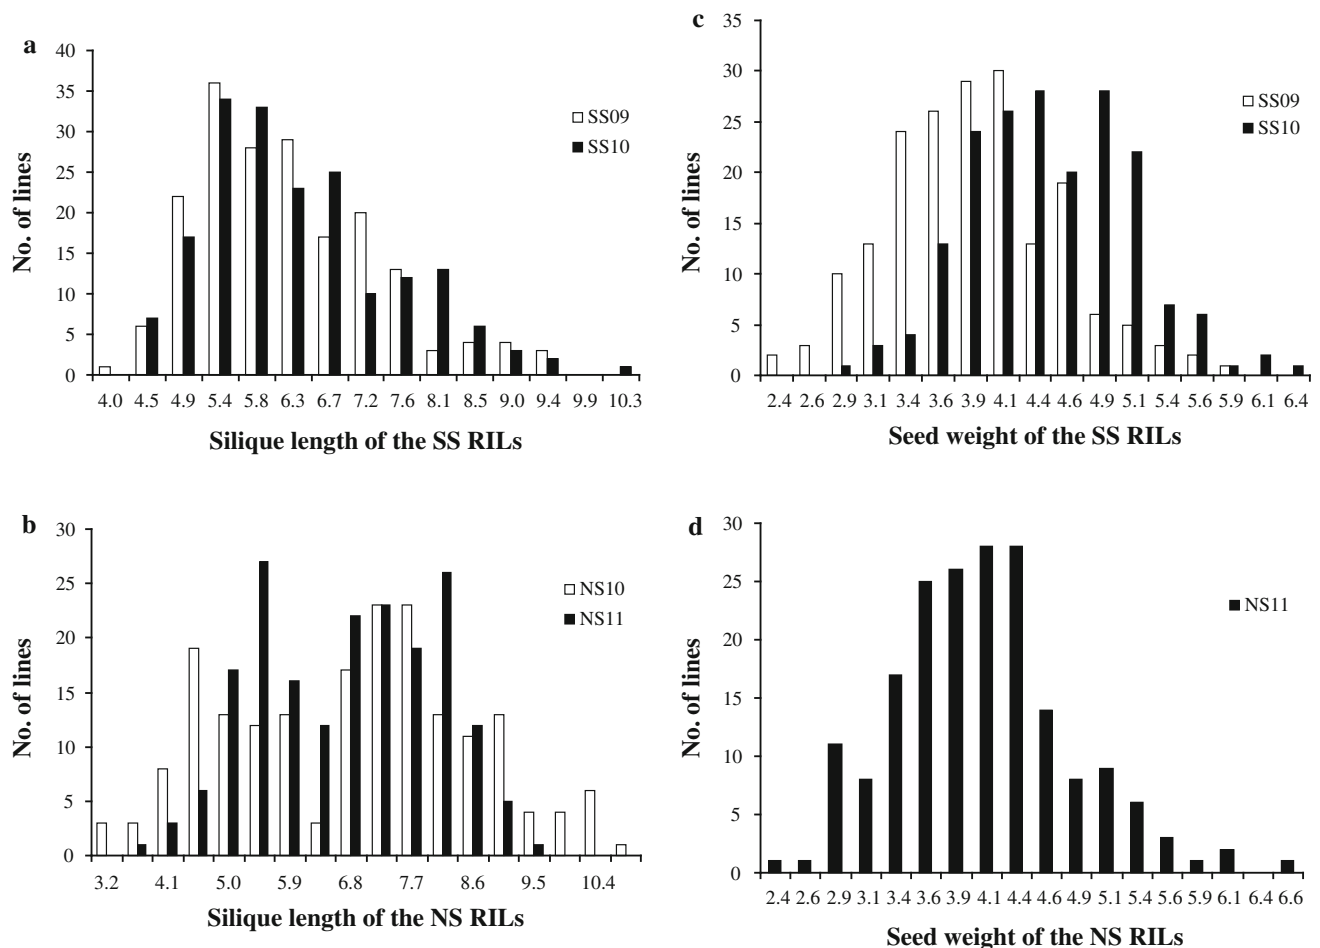 a
40
35
30
25
20
15
10
5
0
No. of lines
SS09
SS10
4.0 4.5 4.9 5.4 5.8 6.3 6.7 7.2 7.6 8.1 8.5 9.0 9.4 9.9 10.3
Silique length of the SS RILs
c
35
30
25
20
15
10
5
0
No. of lines
SS09
SS10
2.4 2.6 2.9 3.1 3.4 3.6 3.9 4.1 4.4 4.6 4.9 5.1 5.4 5.6 5.9 6.1 6.4
Seed weight of the SS RILs
b
30
25
20
15
10
5
0
No. of lines
NS10
NS11
3.2 4.1 5.0 5.9 6.8 7.7 8.6 9.5 10.4
Silique length of the NS RILs
d
30
25
20
15
10
5
0
No. of lines
NS11
2.4 2.6 2.9 3.1 3.4 3.6 3.9 4.1 4.4 4.6 4.9 5.1 5.4 5.6 5.9 6.1 6.4 6.6
Seed weight of the NS RILs